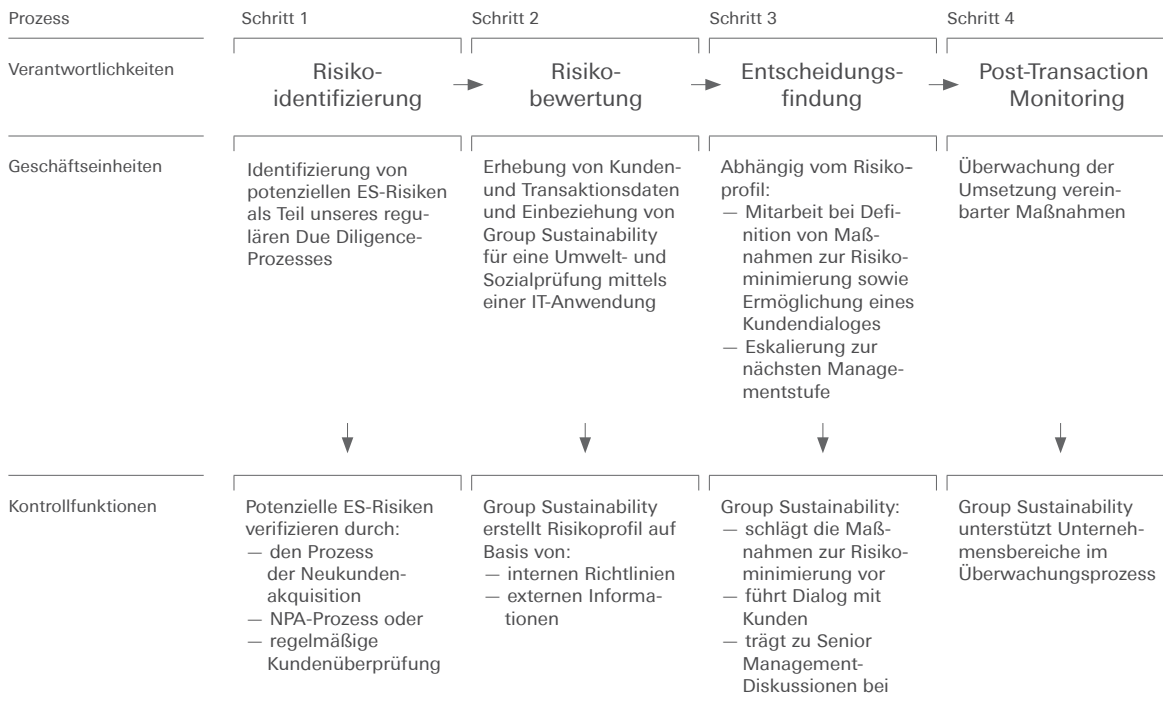 Prozess
Schritt 1
Schritt 2
Schritt 3
Schritt 4
Verantwortlichkeiten
Risiko-
identifizierung
Risiko-
bewertung
Entscheidungs-
findung
Post-Transaction
Monitoring
Geschäftseinheiten
Identifizierung von
potenziellen ES-Risiken
als Teil unseres regu-
lären Due Diligence-
Prozesses
Erhebung von Kunden-
und Transaktionsdaten
und Einbeziehung von
Group Sustainability
für eine Umwelt- und
Sozialprüfung mittels
einer IT-Anwendung
Abhängig vom Risiko-
profil:
— Mitarbeit bei Defi-
nition von Maß-
nahmen zur Risiko-
minimierung sowie
Ermöglichung eines
Kundendialoges
— Eskalierung zur
nächsten Manage-
mentstufe
Überwachung der
Umsetzung verein-
barter Maßnahmen
Kontrollfunktionen
Potenzielle ES-Risiken
verifizieren durch:
— den Prozess
der Neukunden-
akquisition
— NPA-Prozess oder
— regelmäßige
Kundenüberprüfung
Group Sustainability
erstellt Risikoprofil auf
Basis von:
— internen Richtlinien
— externen Informa-
tionen
Group Sustainability:
— schlägt die Maß-
nahmen zur Risiko-
minimierung vor
— führt Dialog mit
Kunden
— trägt zu Senior
Management-
Diskussionen bei
Group Sustainability
unterstützt Unterneh-
mensbereiche im
Überwachungsprozess